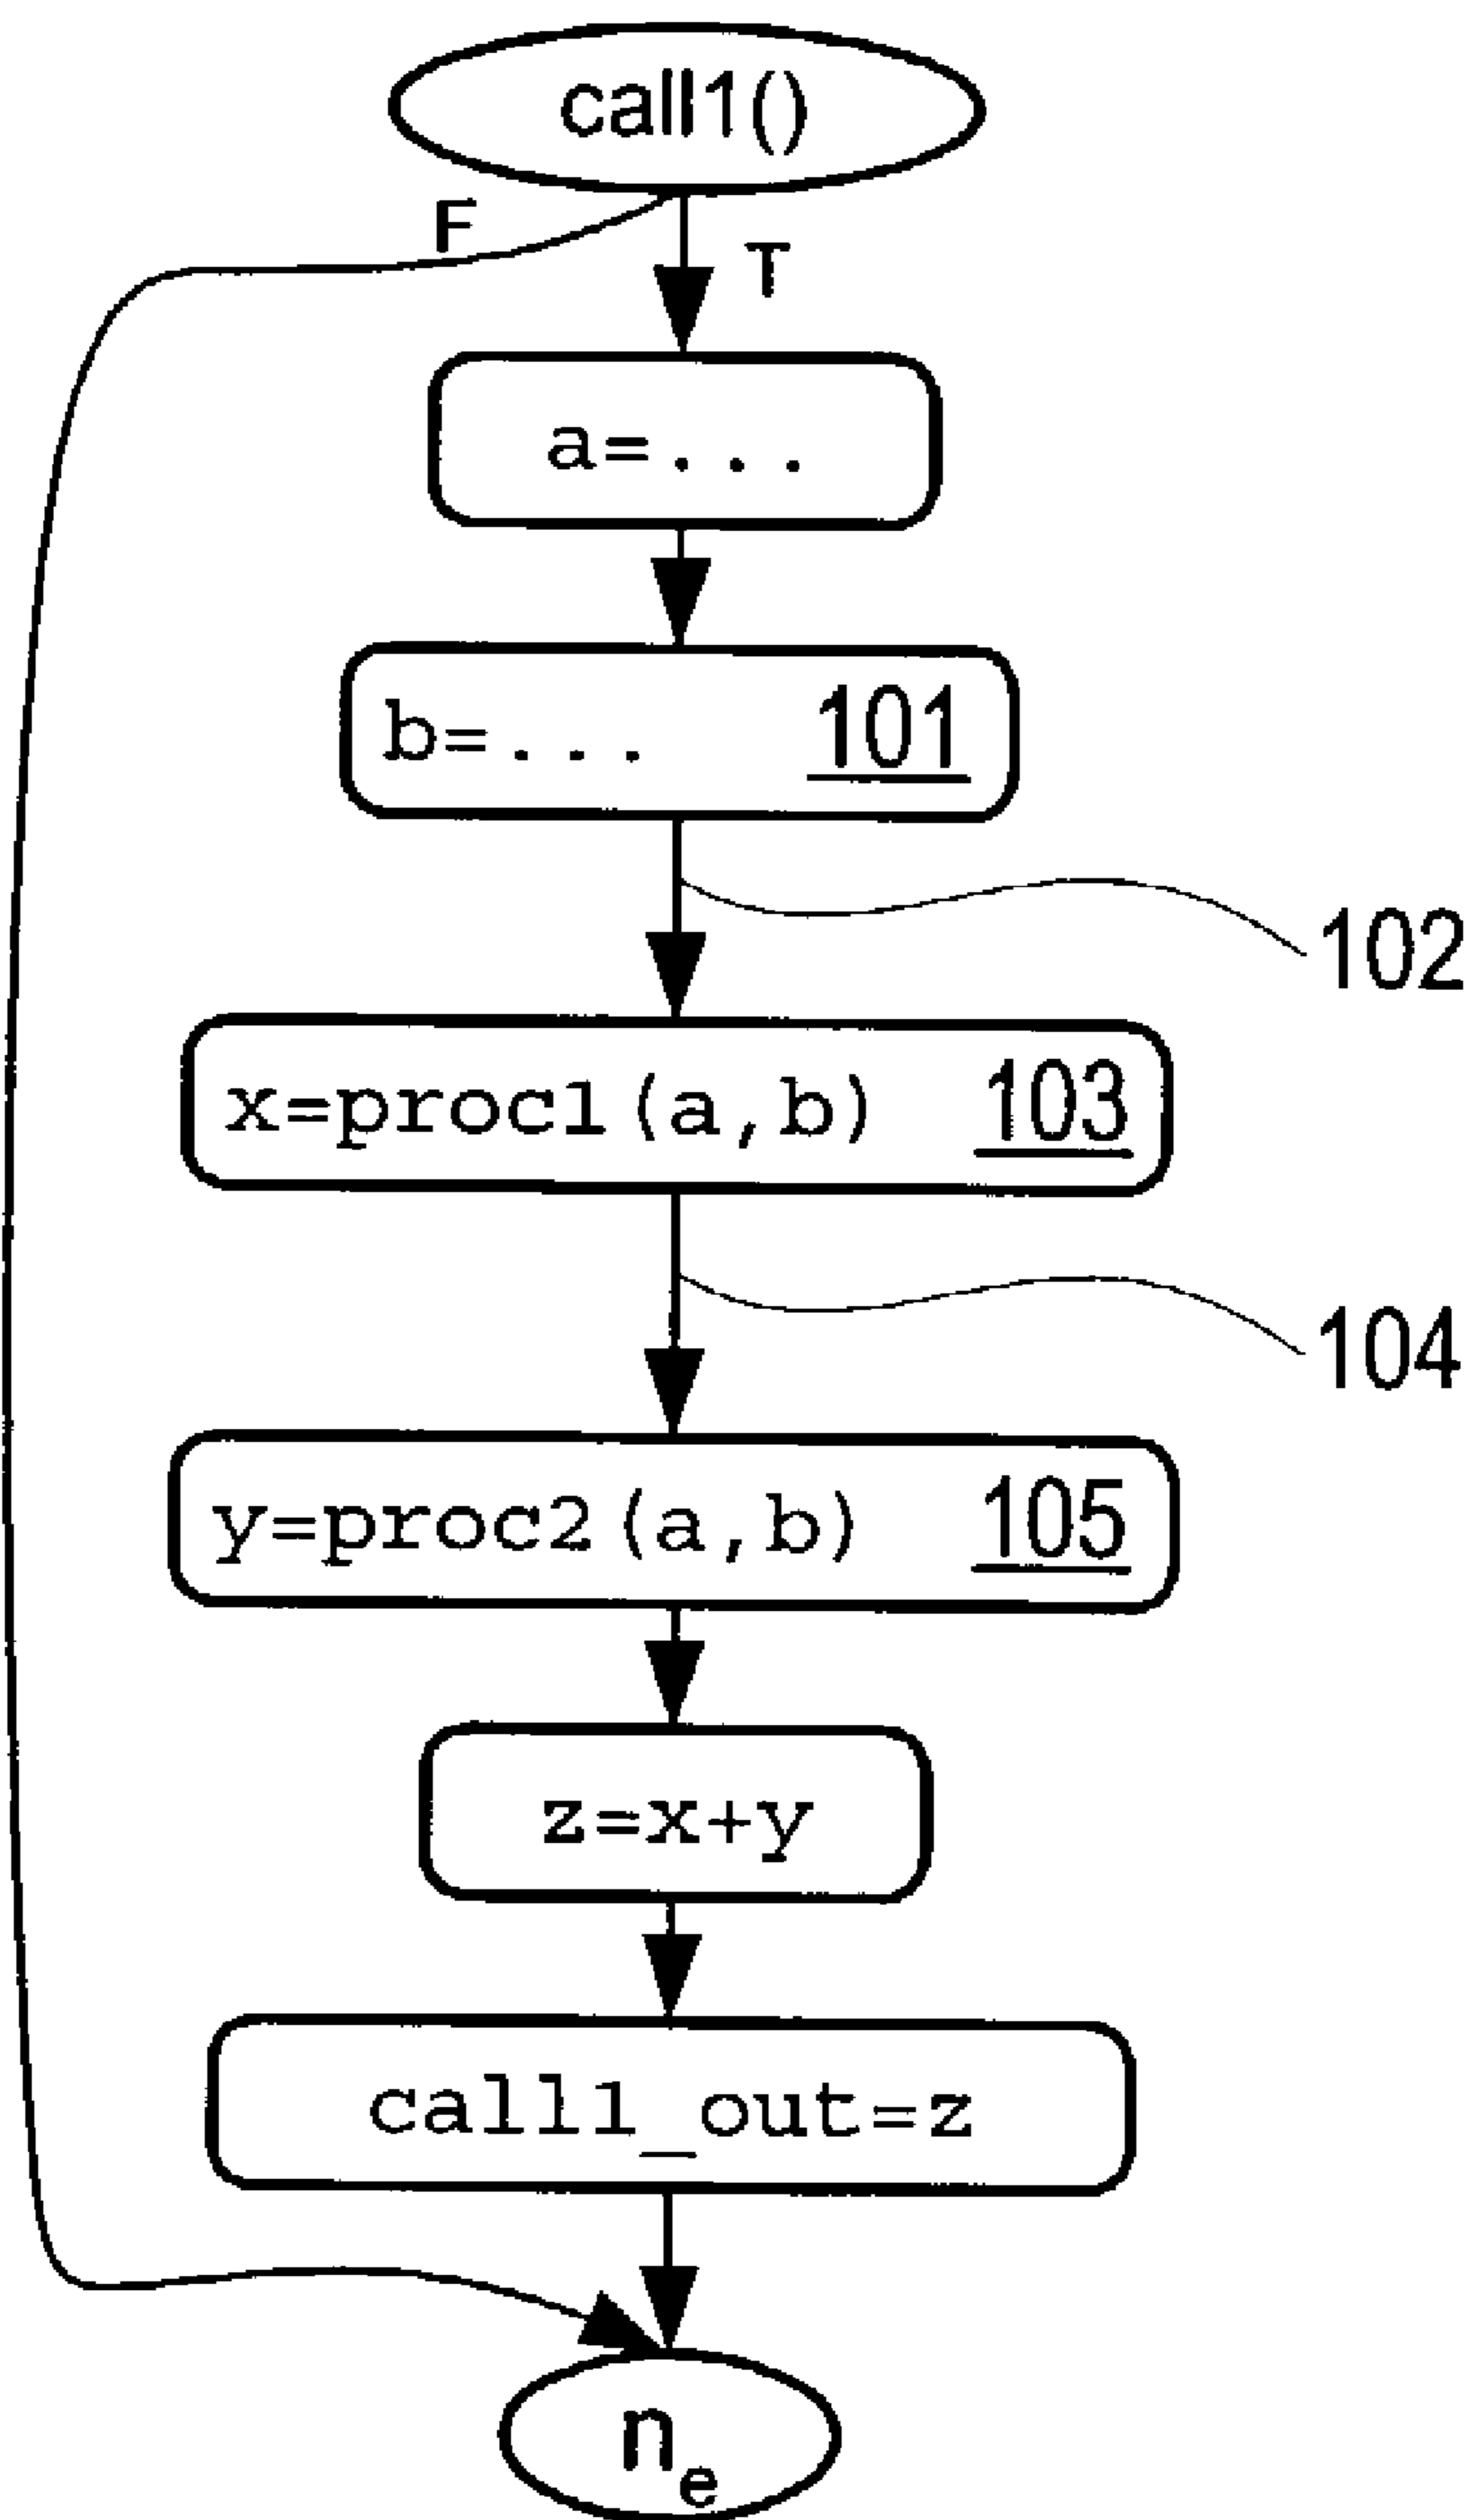 call1()
F
T
a=...
b=... 101
102
x=proc1(a,b) 103
104
y=proc2(a,b) 105
z=x+y
call1_out=z
ne